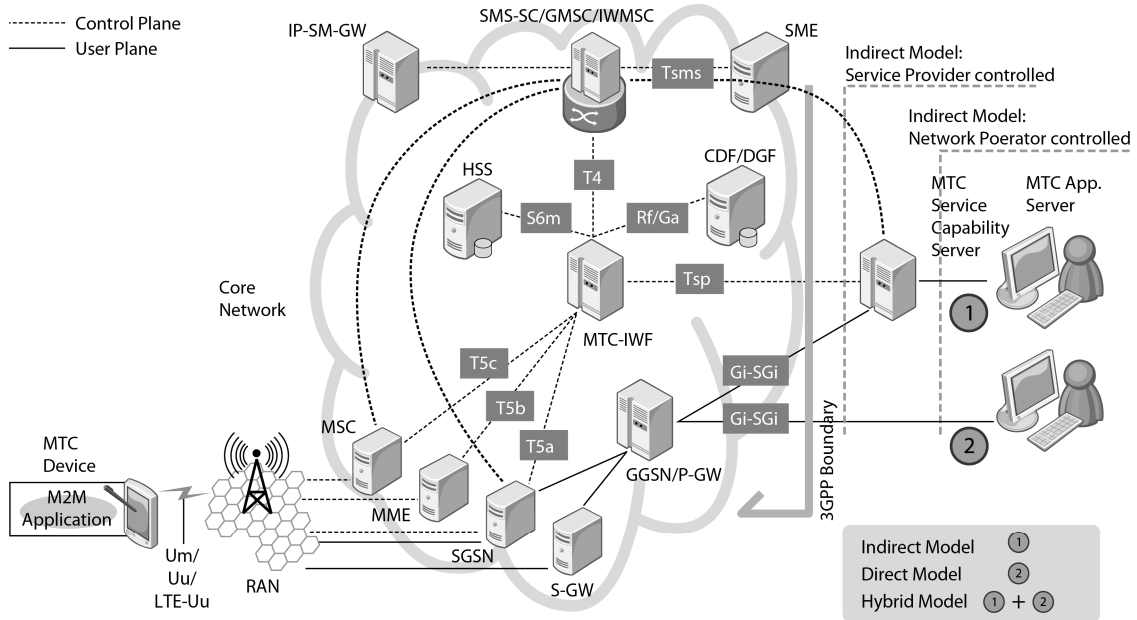 Control Plane
User Plane
IP-SM-GW
SMS-SC/GMSC/IWMSC
SME
Tsms
Indirect Model:
Service Provider controlled
Indirect Model:
Network Poerator controlled
HSS
T4
CDF/DGF
S6m
Rf/Ga
MTC
Service
Capability
Server
MTC App.
Server
Core
Network
Tsp
MTC-IWF
1
T5c
T5b
T5a
Gi-SGi
Gi-SGi
2
MSC
MME
SGSN
S-GW
GGSN/P-GW
3GPP Boundary
MTC
Device
M2M
Application
Um/
Uu/
LTE-Uu
RAN
Indirect Model 1
Direct Model 2
Hybrid Model 1 + 2